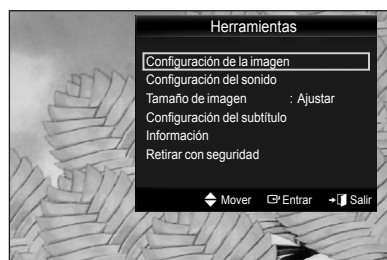 Herramientas
Configuración de la imagen
Configuración del sonido
Tamaño de imagen : Ajustar
Configuración del subtítulo
Información
Retirar con seguridad
Mover Entrar Salir